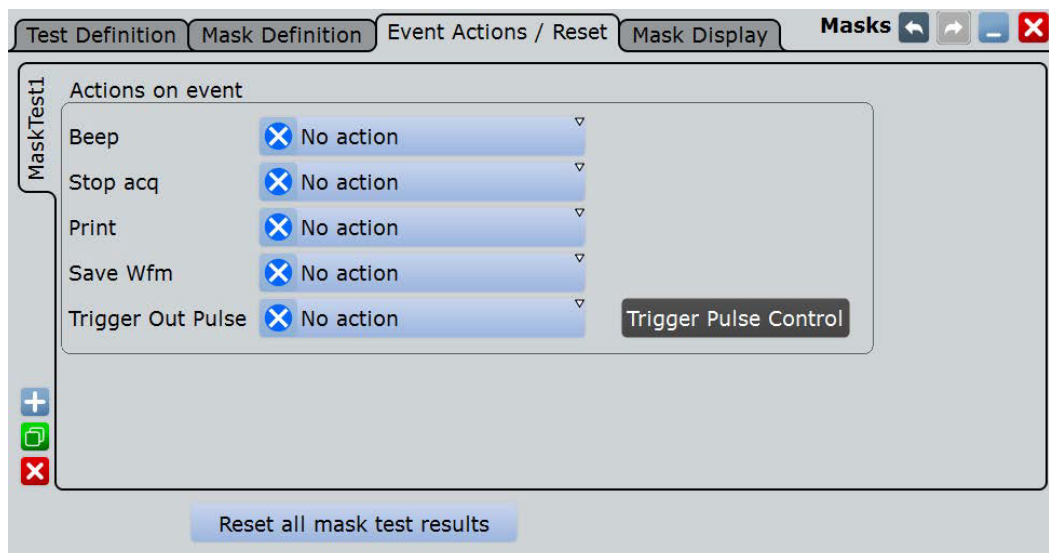 Test Definition Mask Definition Event Actions / Reset Mask Display Masks
MaskTest1
Actions on event
Beep No action
Stop acq No action
Print No action
Save Wfm No action
Trigger Out Pulse No action Trigger Pulse Control
Reset all mask test results